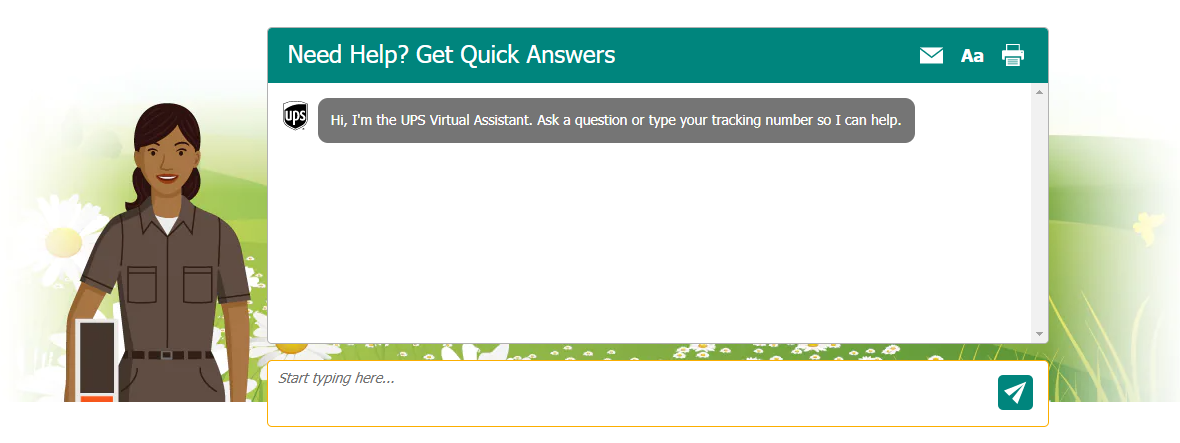 Need Help? Get Quick Answers
Aa
ups
Hi, I'm the UPS Virtual Assistant. Ask a question or type your tracking number so I can help.
Start typing here...